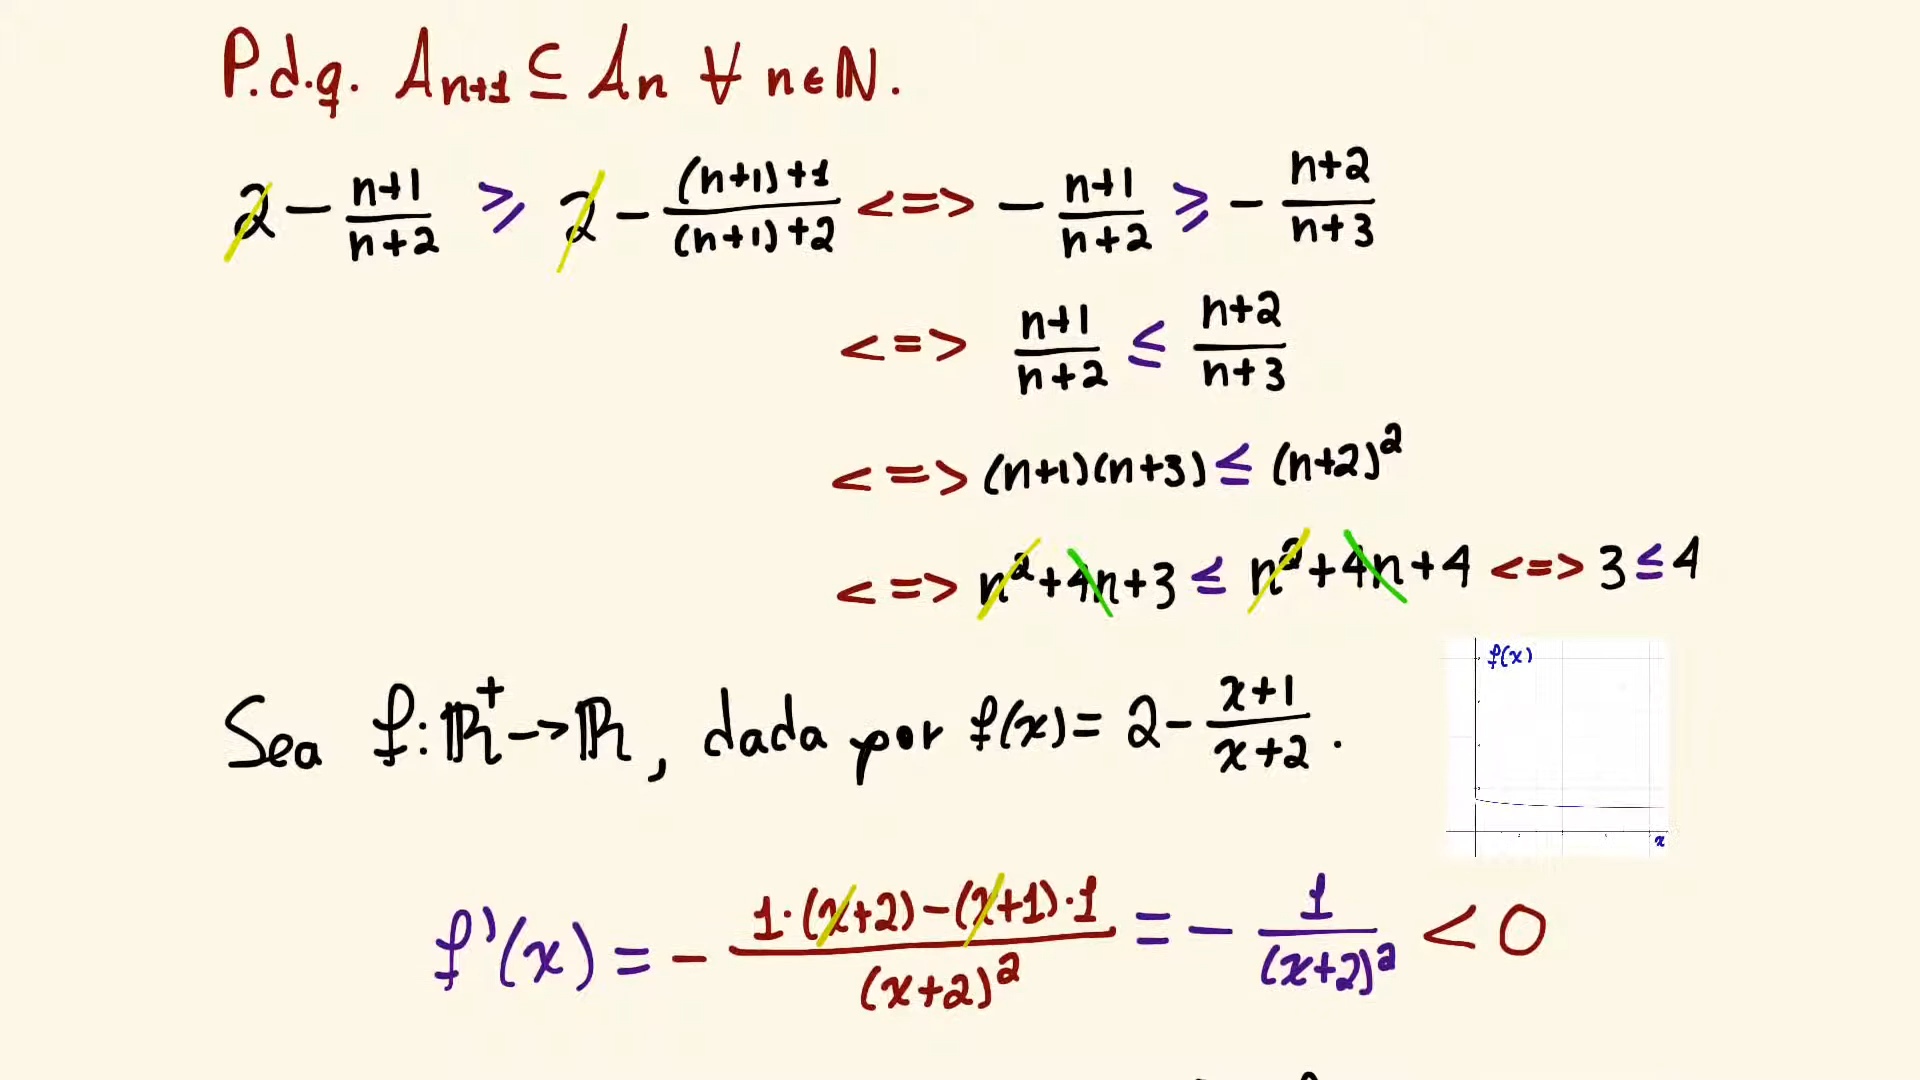 P.d.q. Aₙ₊₁ ⊆ Aₙ ∀ n∈ℕ.
2 − (n+1)/(n+2) ⩾ 2 − ((n+1)+1)/((n+1)+2) <=> − (n+1)/(n+2) ⩾ − (n+2)/(n+3)
<=> (n+1)/(n+2) ≤ (n+2)/(n+3)
<=> (n+1)(n+3) ≤ (n+2)²
<=> n²+4n+3 ≤ n²+4n+4 <=> 3 ≤ 4
f(x)
x
Sea f: ℝ⁺ → ℝ, dada por f(x) = 2 − (x+1)/(x+2).
f'(x) = − (1·(x+2)−(x+1)·1)/(x+2)² = − 1/(x+2)² < 0